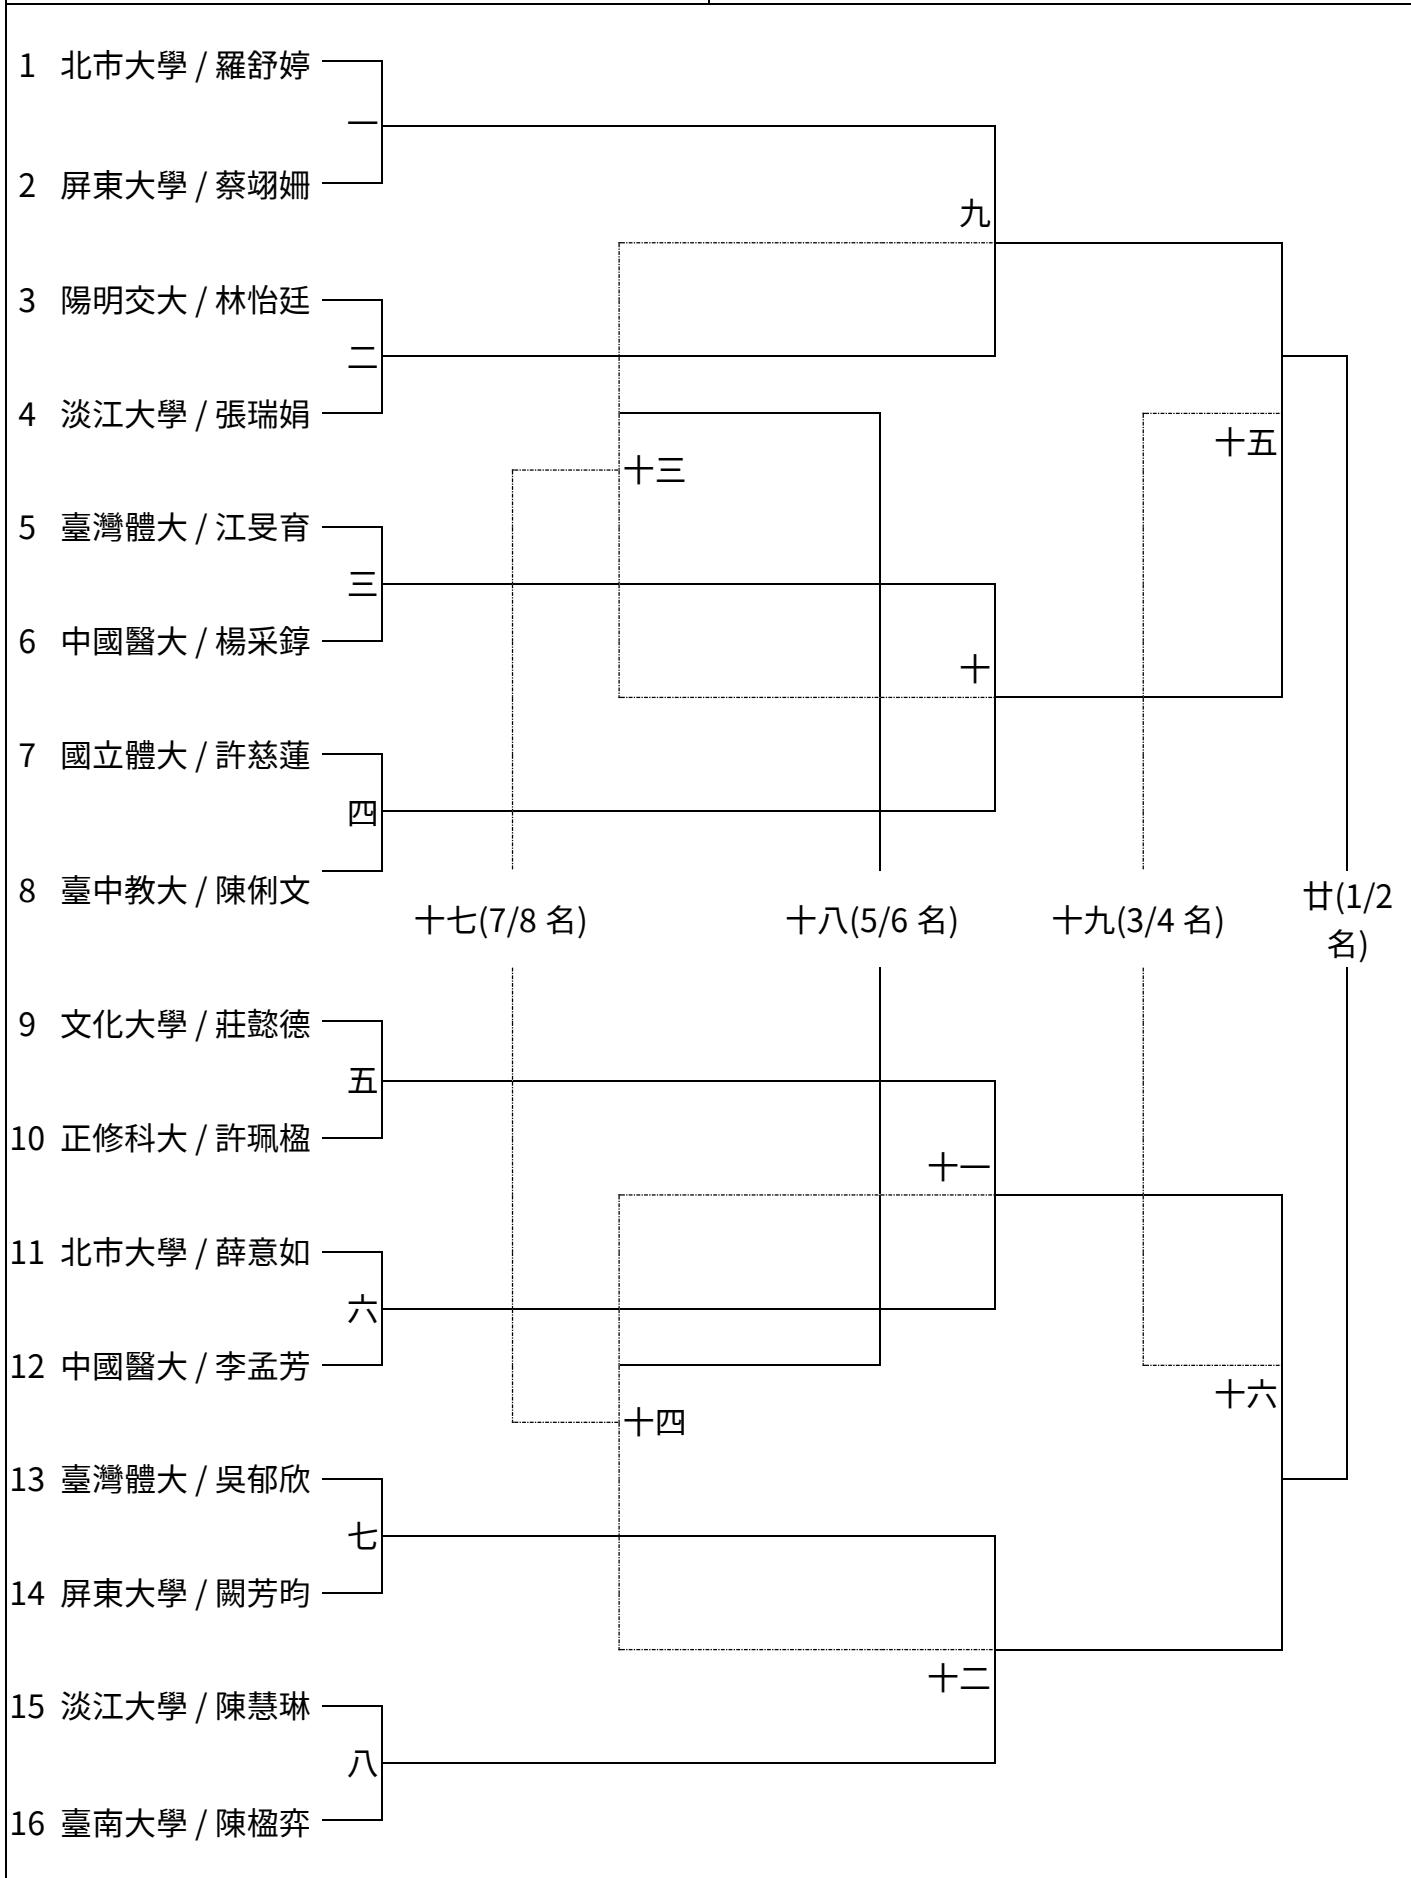 1 北市大學 / 羅舒婷
一
2 屏東大學 / 蔡翊姍
九
3 陽明交大 / 林怡廷
二
4 淡江大學 / 張瑞娟
十五
十三
5 臺灣體大 / 江旻育
三
6 中國醫大 / 楊采錞
十
7 國立體大 / 許慈蓮
四
8 臺中教大 / 陳俐文
十七(7/8 名)
十八(5/6 名)
十九(3/4 名)
廿(1/2
名)
9 文化大學 / 莊懿德
五
10 正修科大 / 許珮楹
十一
11 北市大學 / 薛意如
六
12 中國醫大 / 李孟芳
十六
十四
13 臺灣體大 / 吳郁欣
七
14 屏東大學 / 闕芳昀
十二
15 淡江大學 / 陳慧琳
八
16 臺南大學 / 陳楹弈